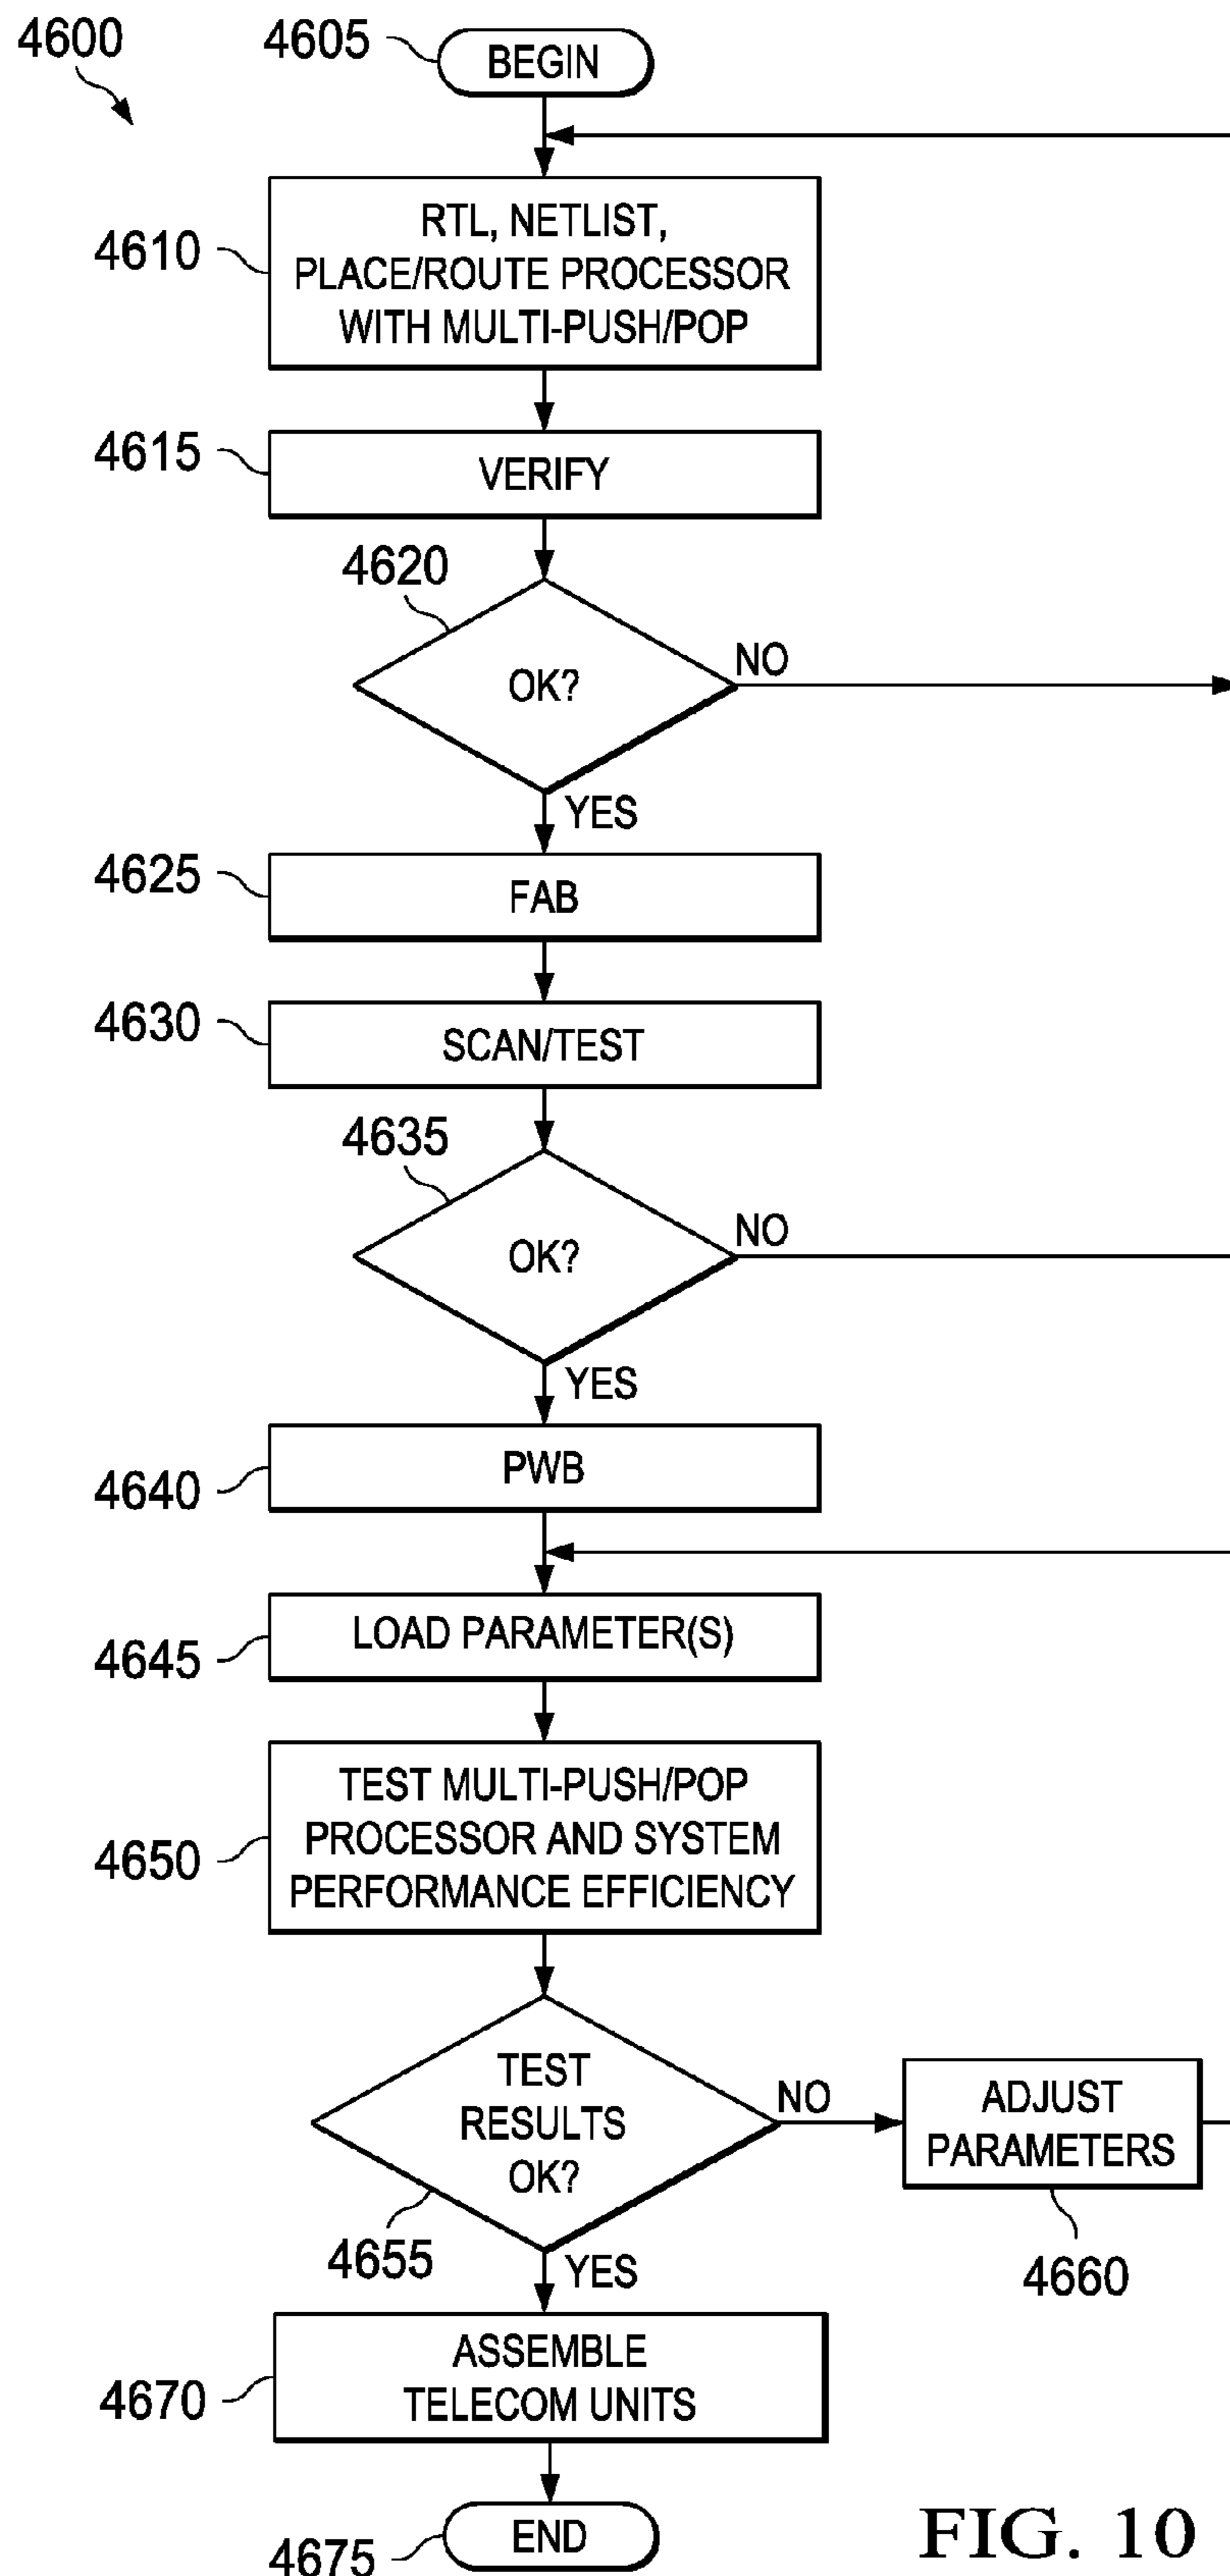 4600
4605
BEGIN
4610
RTL, NETLIST,
PLACE/ROUTE PROCESSOR
WITH MULTI-PUSH/POP
4615
VERIFY
4620
OK?
NO
YES
4625
FAB
4630
SCAN/TEST
4635
OK?
NO
YES
4640
PWB
4645
LOAD PARAMETER(S)
4650
TEST MULTI-PUSH/POP
PROCESSOR AND SYSTEM
PERFORMANCE EFFICIENCY
TEST
RESULTS
OK?
4655
NO
ADJUST
PARAMETERS
4660
YES
4670
ASSEMBLE
TELECOM UNITS
4675
END
FIG. 10